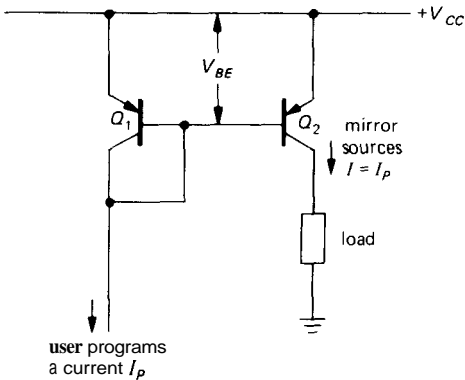 +V_CC
V_BE
Q_1
Q_2
mirror
sources
I = I_P
load
user programs
a current I_P